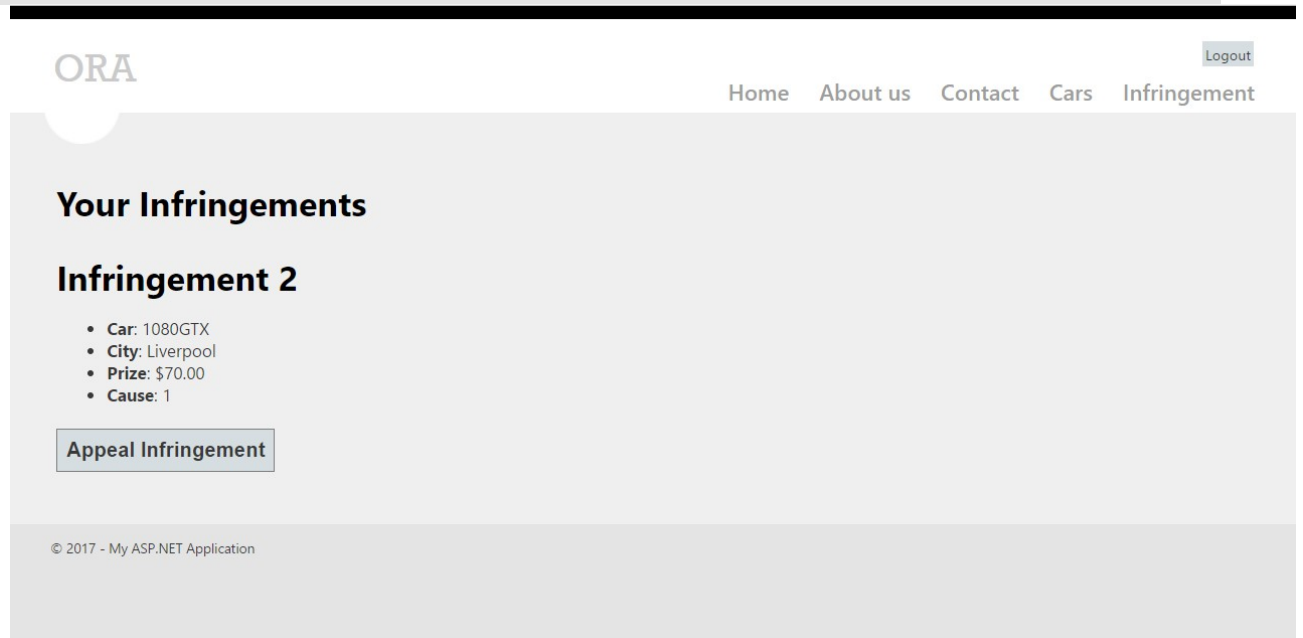 ORA
Logout
Home About us Contact Cars Infringement
Your Infringements
Infringement 2
Car: 1080GTX
City: Liverpool
Prize: $70.00
Cause: 1
Appeal Infringement
© 2017 - My ASP.NET Application